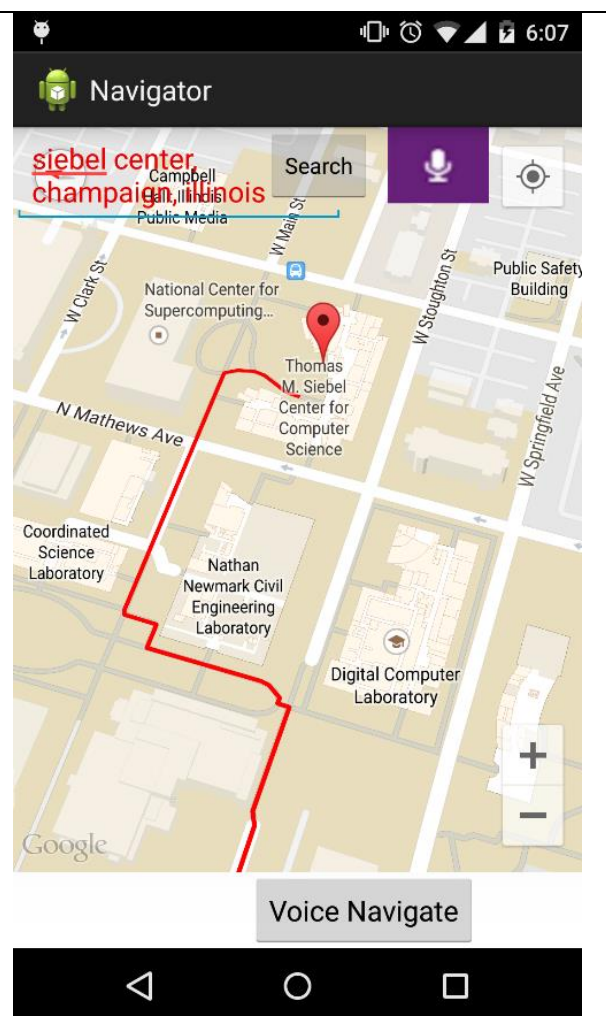 6:07
Navigator
siebel center,
champaign, illinois
Search
Campbell
Hall, Illinois
Public Media
W Main St
W Clark St
W Stoughton St
Public Safety
Building
National Center for
Supercomputing...
Thomas
M. Siebel
Center for
Computer
Science
W Springfield Ave
N Mathews Ave
Coordinated
Science
Laboratory
Nathan
Newmark Civil
Engineering
Laboratory
Digital Computer
Laboratory
+
−
Google
Voice Navigate